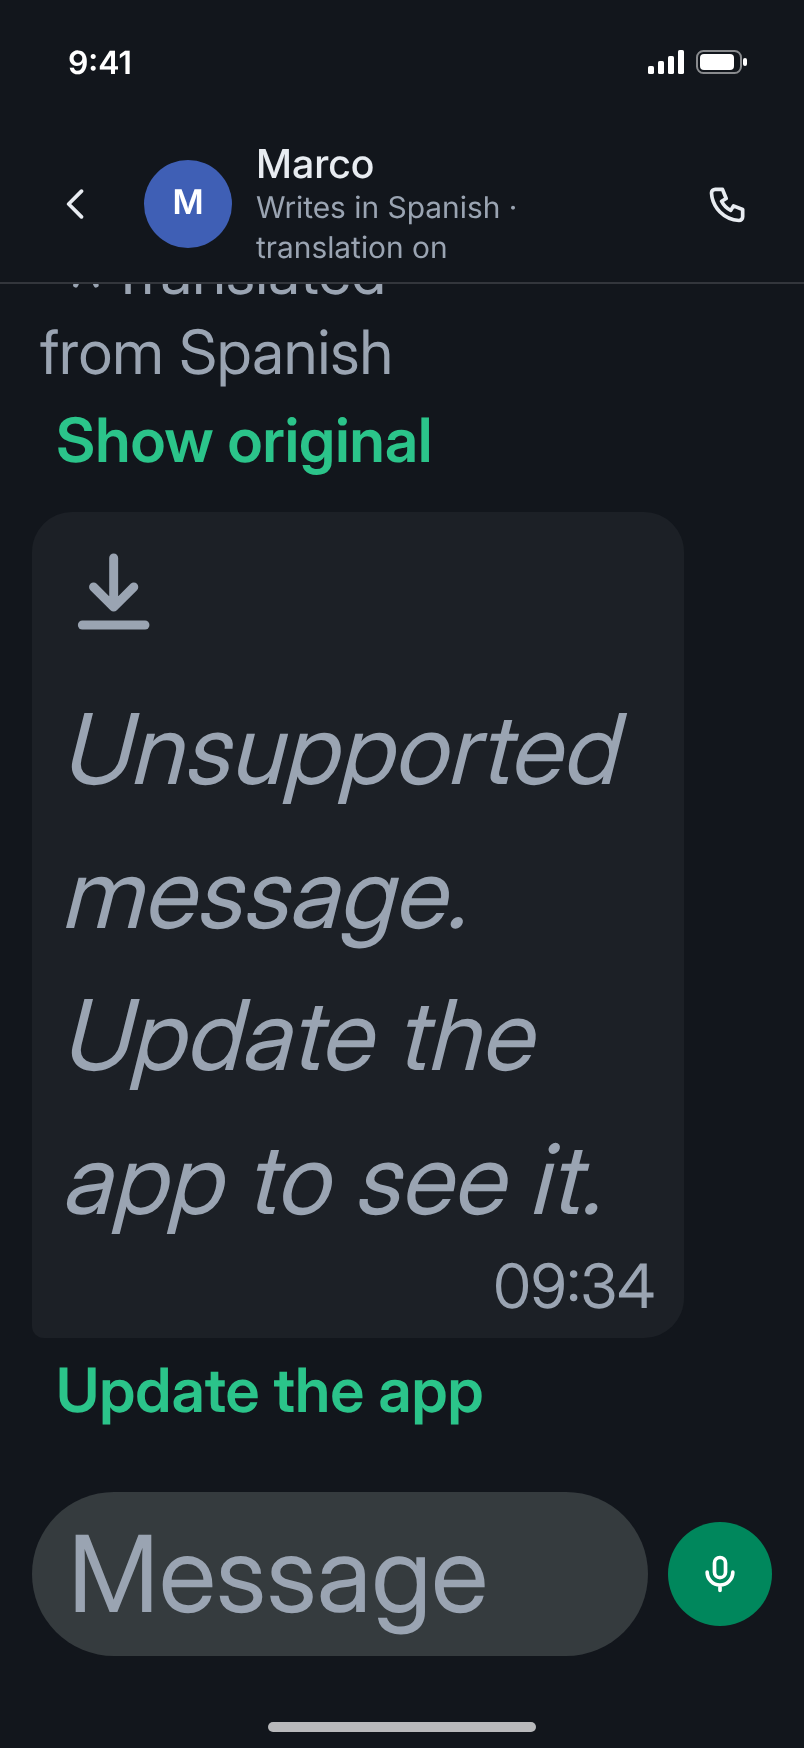 9:41
Marco
M
Writes in Spanish ·
translation on
Translated
from Spanish
Show original
Unsupported
message.
Update the
app to see it.
09:34
Update the app
Message